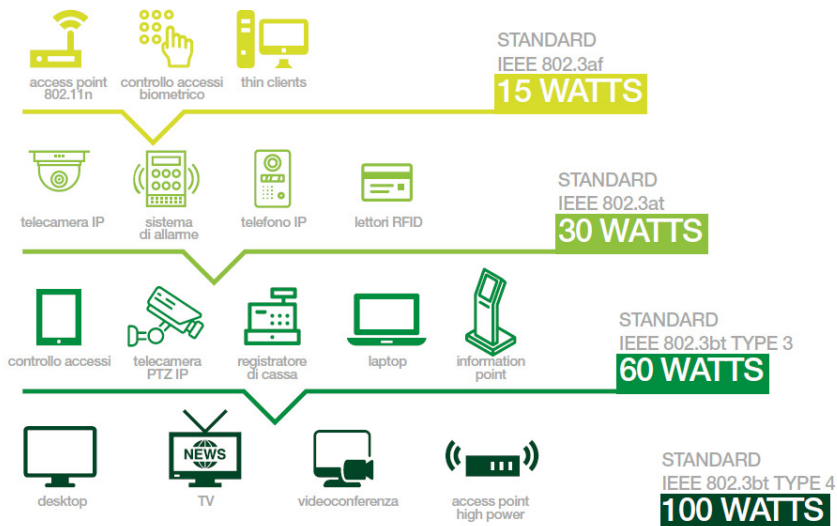 STANDARD
IEEE 802.3af
15 WATTS
access point
802.11n
controllo accessi
biometrico
thin clients
STANDARD
IEEE 802.3at
30 WATTS
telecamera IP
sistema
di allarme
telefono IP
lettori RFID
STANDARD
IEEE 802.3bt TYPE 3
60 WATTS
controllo accessi
telecamera
PTZ IP
registratore
di cassa
laptop
information
point
STANDARD
IEEE 802.3bt TYPE 4
100 WATTS
NEWS
desktop
TV
videoconferenza
access point
high power